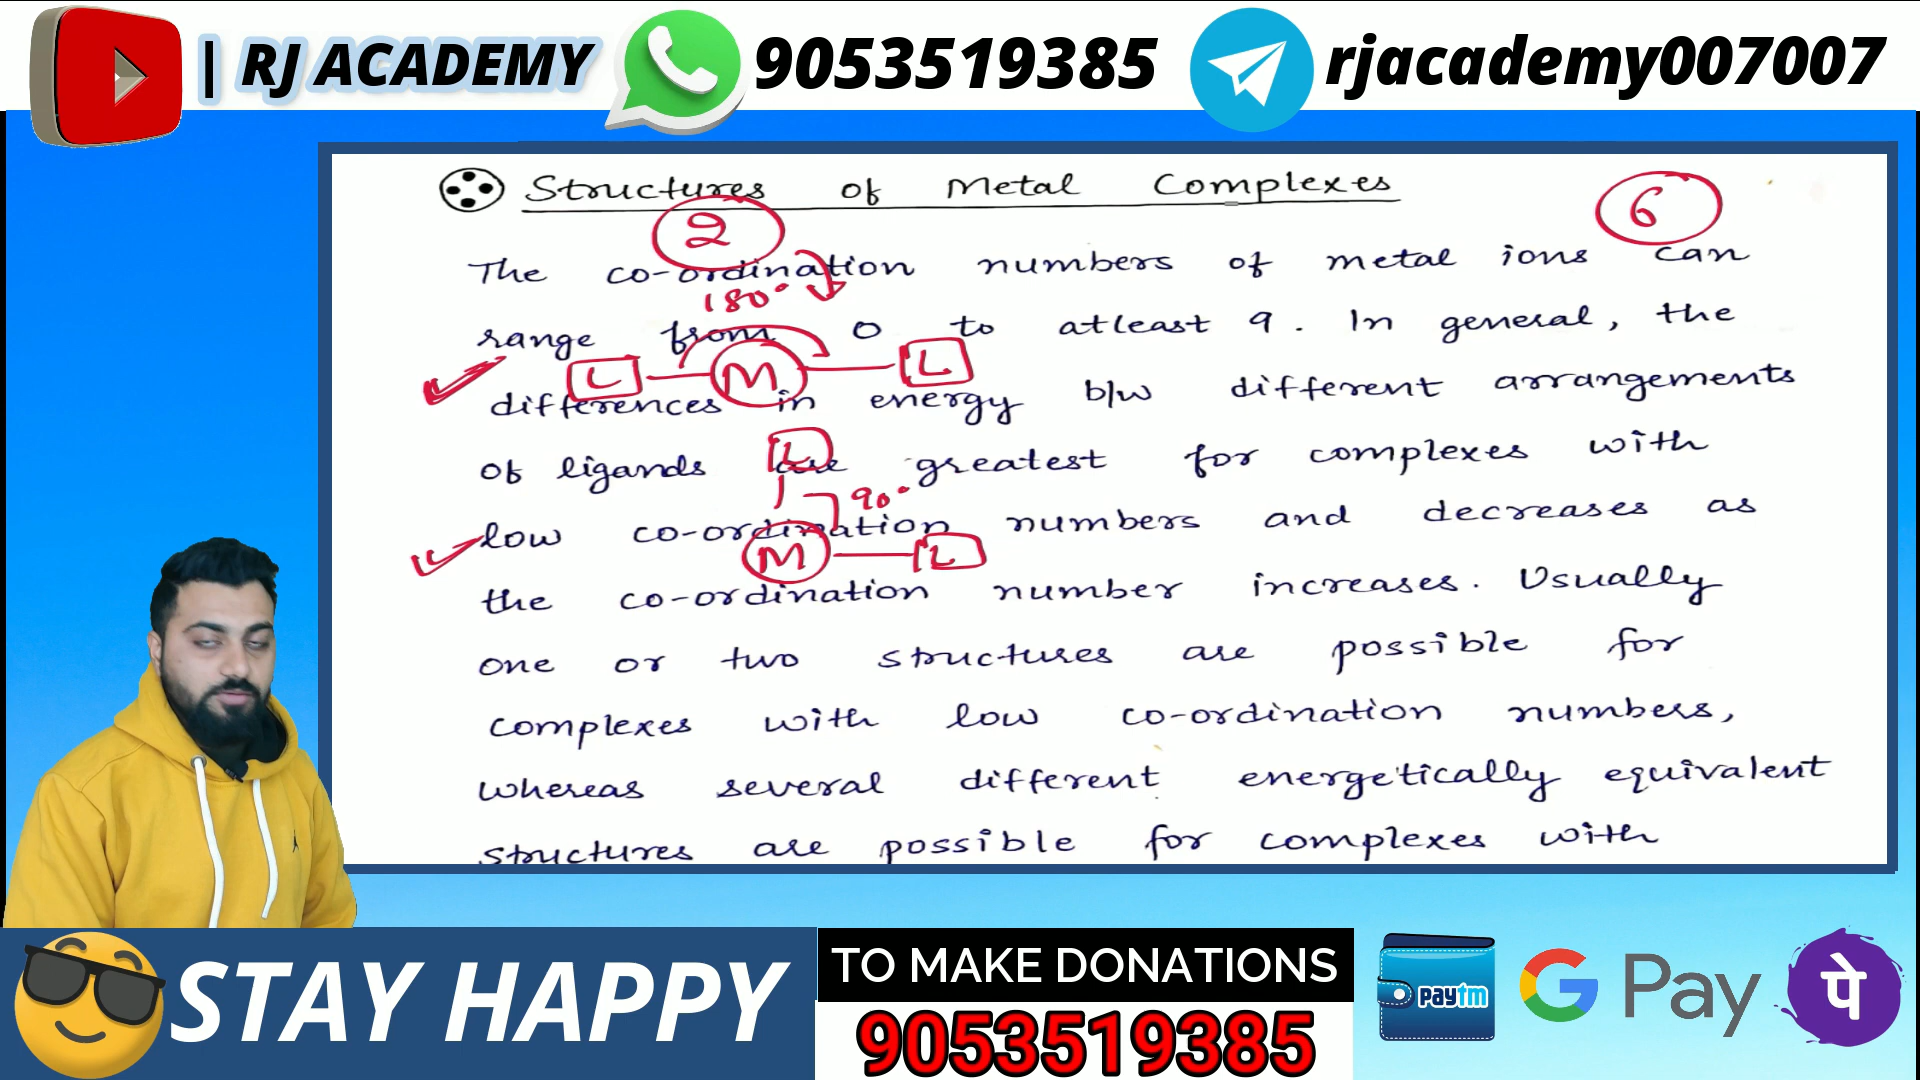 | RJ ACADEMY 9053519385 rjacademy007007
Structures of Metal Complexes
2
6
The co-ordination numbers of metal ions can
180°
range from 0 to atleast 9. In general, the
L M L
differences in energy b/w different arrangements
L
of ligands are greatest for complexes with
90°
low co-ordination numbers and decreases as
M L
the co-ordination number increases. Usually
one or two structures are possible for
complexes with low co-ordination numbers,
whereas several different energetically equivalent
structures are possible for complexes with
STAY HAPPY
TO MAKE DONATIONS
9053519385
paytm
G Pay
पे